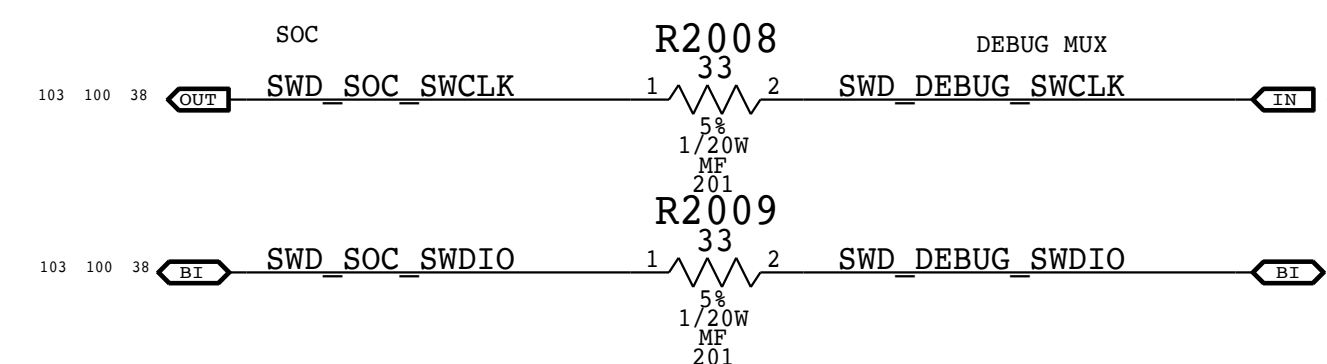 SOC
R2008
DEBUG MUX
33
103 100 38 OUT SWD_SOC_SWCLK 1 2 SWD_DEBUG_SWCLK IN
5%
1/20W
MF
201
R2009
33
103 100 38 BI SWD_SOC_SWDIO 1 2 SWD_DEBUG_SWDIO BI
5%
1/20W
MF
201